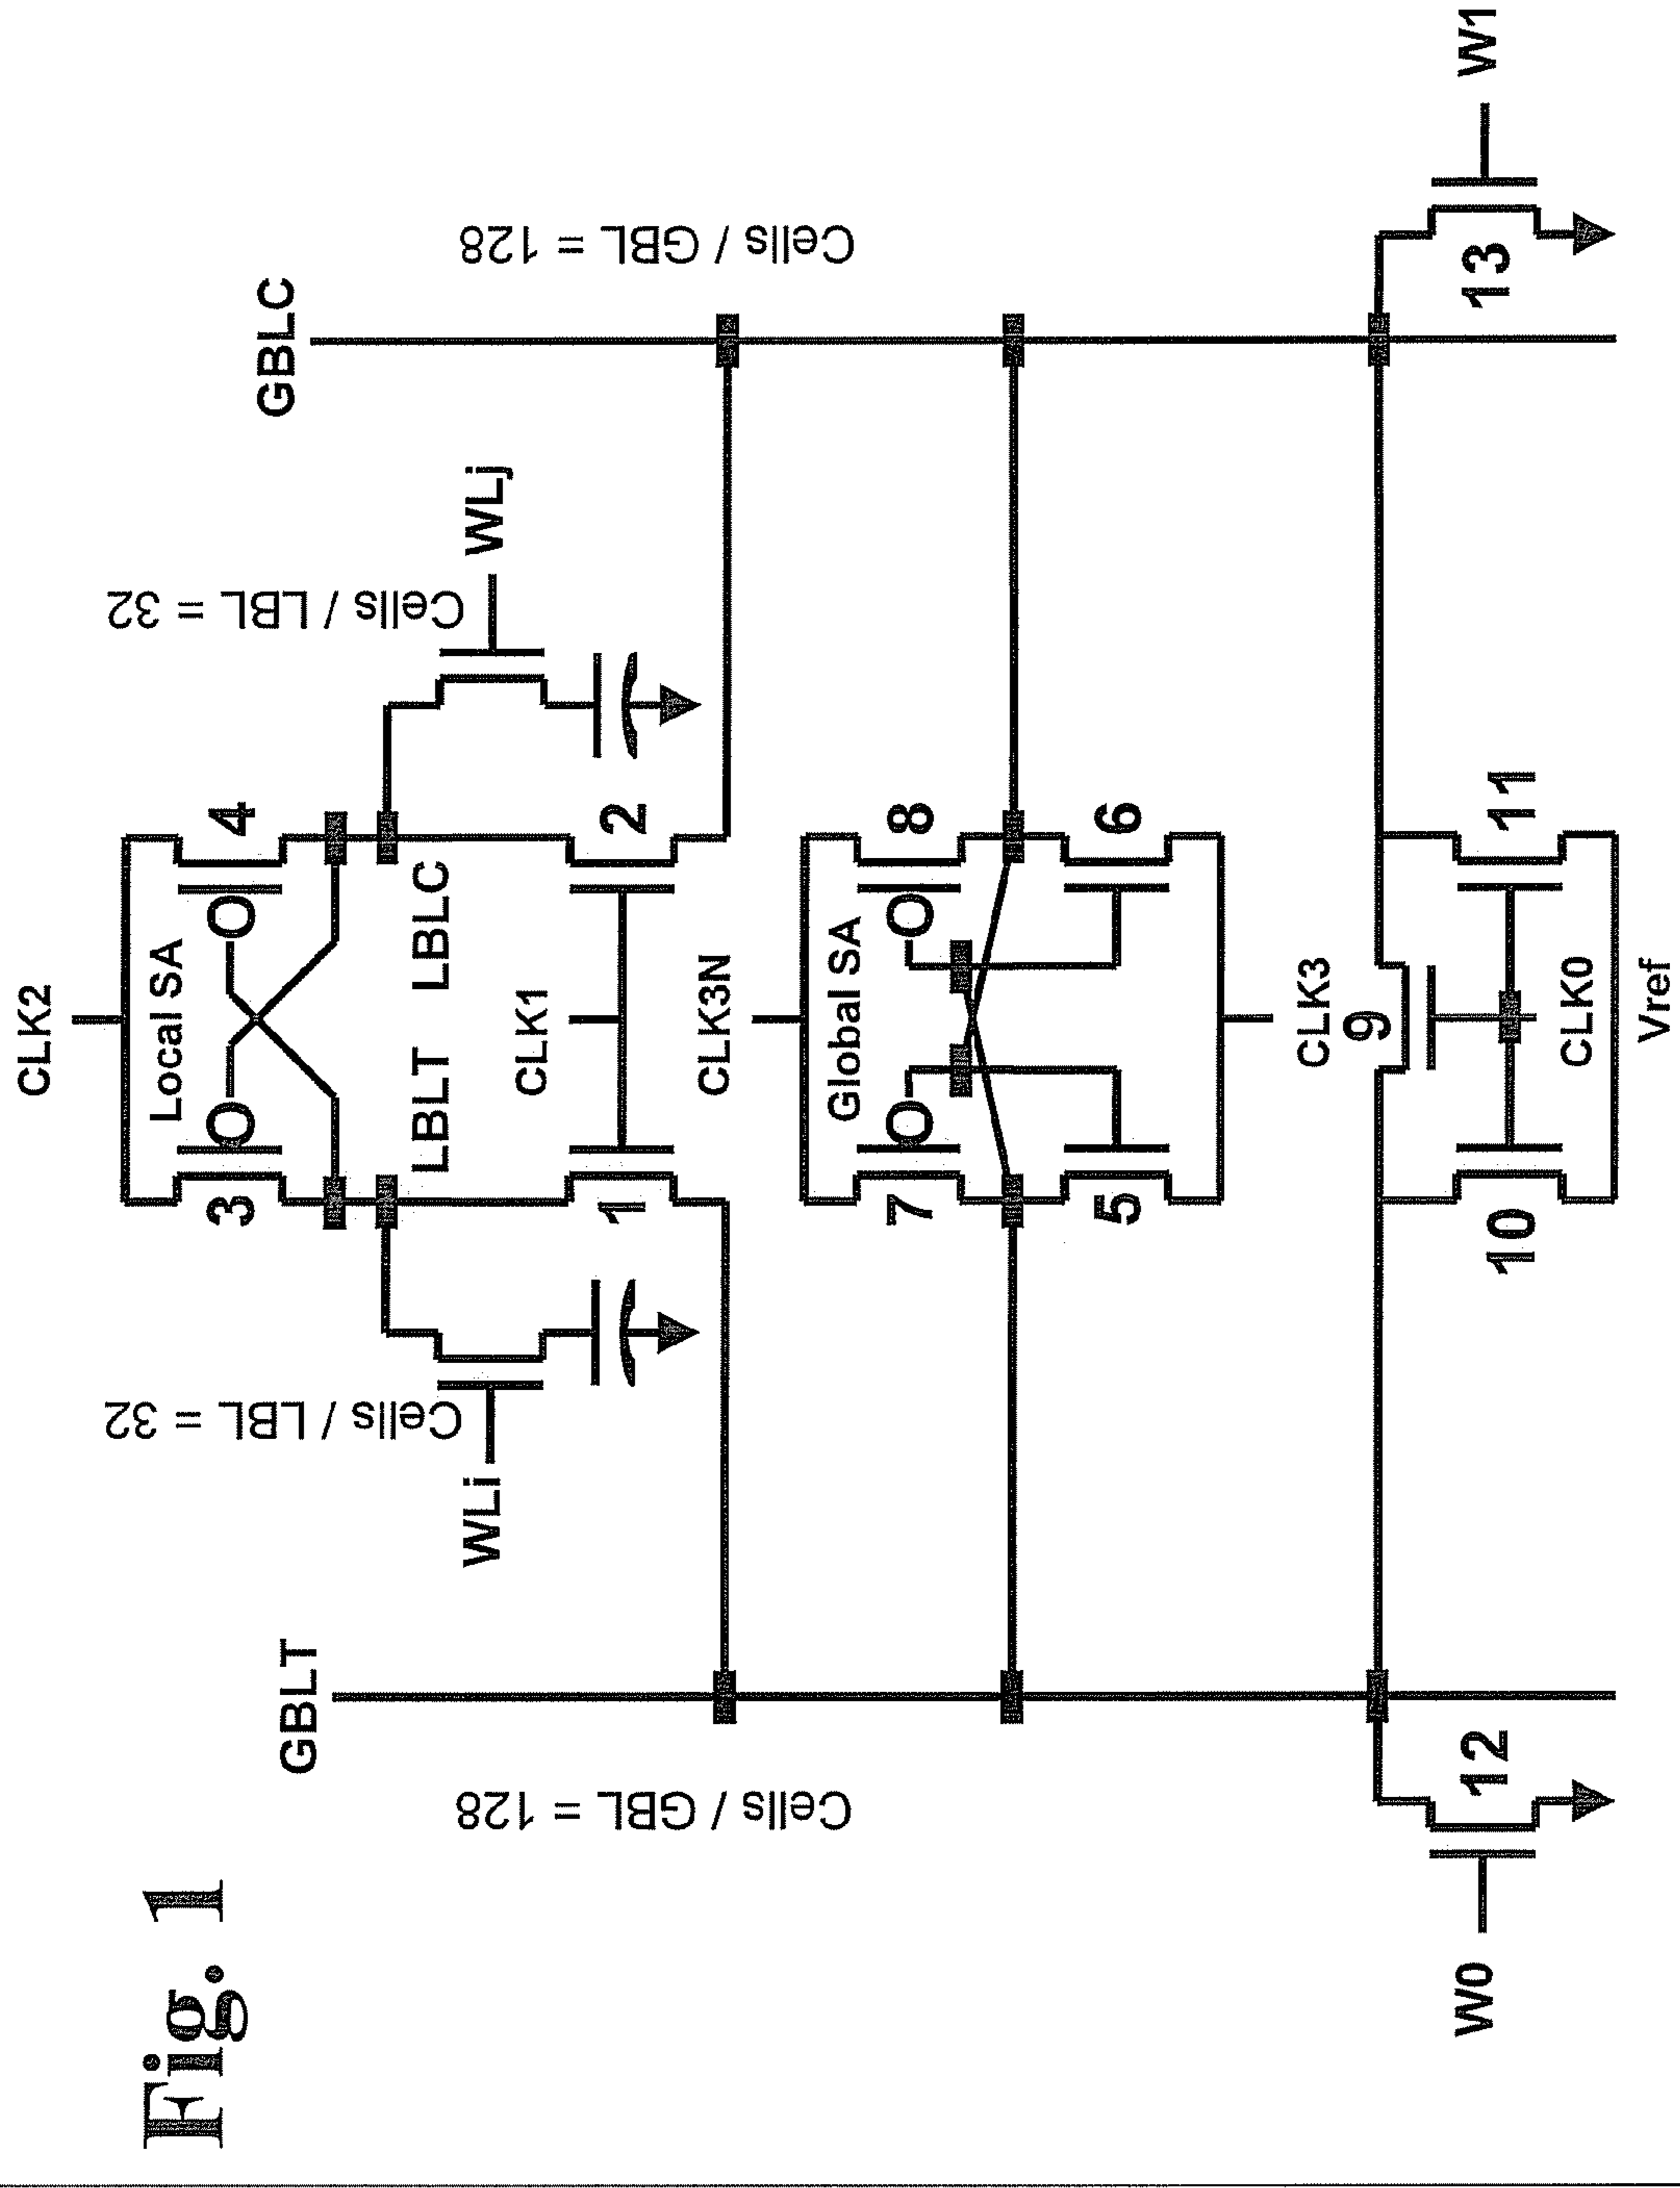 Fig. 1
CLK2
Local SA
3
4
O
O
Cells / LBL = 32
Cells / LBL = 32
GBLT
GBLC
LBLT
LBLC
WLi
WLj
CLK1
1
2
Cells / GBL = 128
Cells / GBL = 128
CLK3N
Global SA
7
8
O
O
5
6
CLK3
9
W0
W1
12
13
10
11
CLK0
Vref